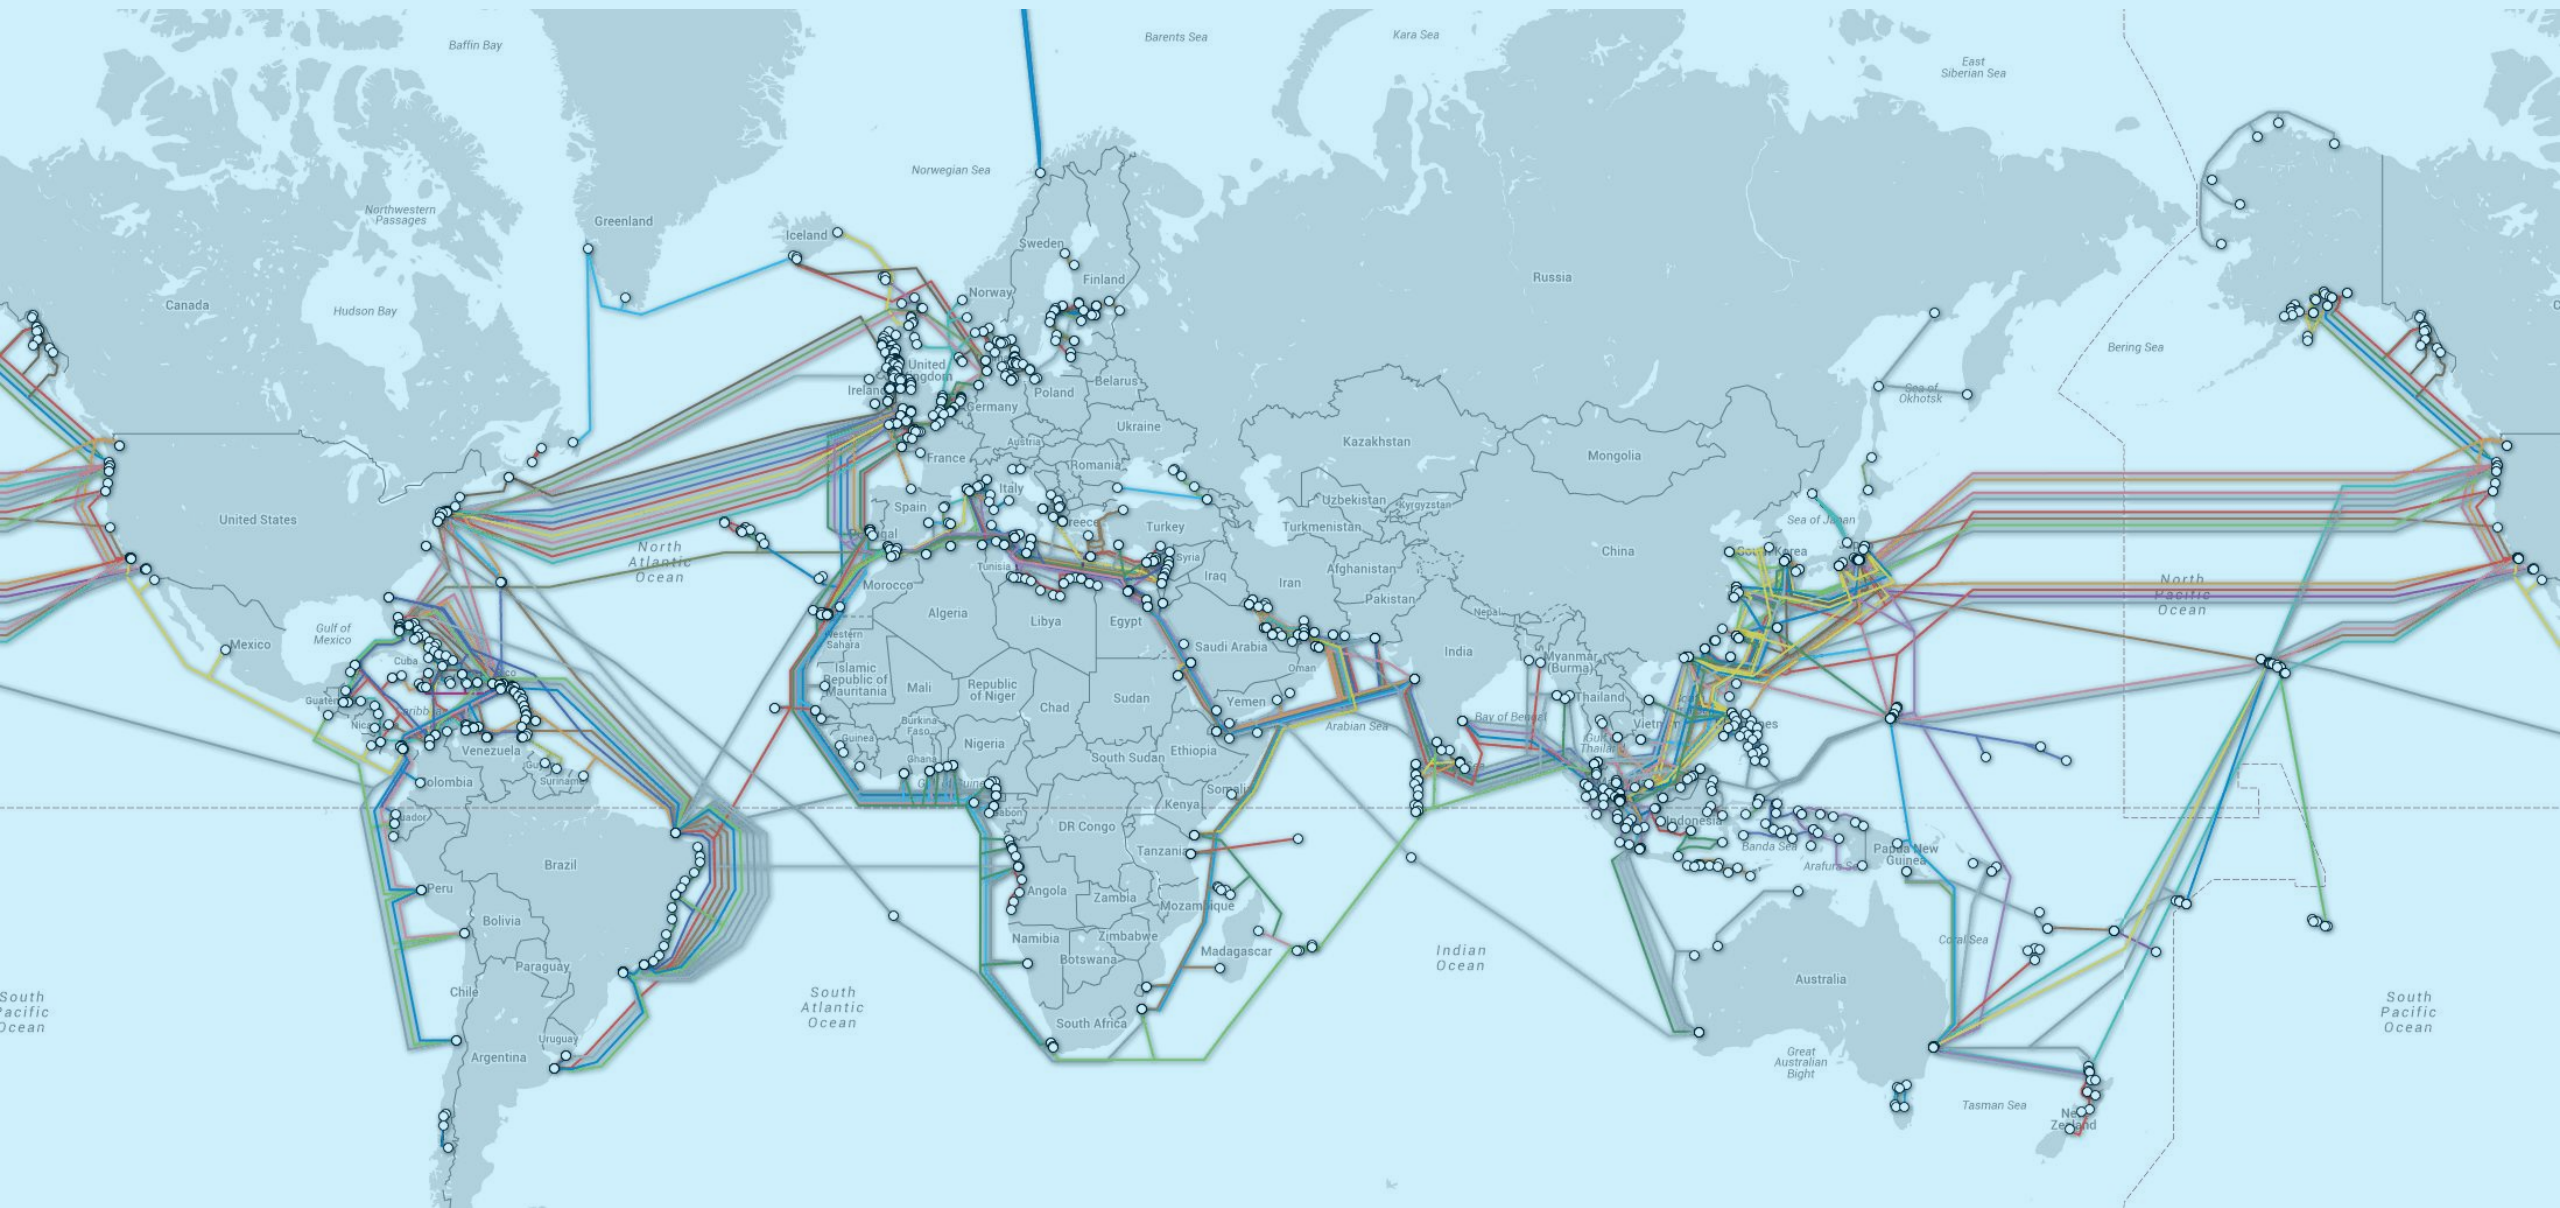 Baffin Bay
Barents Sea
Kara Sea
East
Siberian Sea
Norwegian Sea
Northwestern
Passages
Greenland
Iceland
Sweden
Finland
Norway
Russia
Canada
Hudson Bay
Bering Sea
Sea of
Okhotsk
United
Ireland
Belarus
Poland
Germany
Ukraine
Austria
France
Romania
Kazakhstan
Mongolia
Italy
Spain
Uzbekistan
Kyrgyzstan
United States
Turkey
Turkmenistan
Sea of Japan
North
Atlantic
Ocean
Tunisia
Syria
China
Morocco
Iraq
Iran
Afghanistan
North
Pacific
Ocean
Algeria
Libya
Egypt
Pakistan
Nepal
Gulf of
Mexico
Mexico
Western
Sahara
Saudi Arabia
India
Myanmar
(Burma)
Cuba
Islamic
Republic of
Mauritania
Mali
Republic
of Niger
Sudan
Oman
Thailand
Chad
Yemen
Arabian Sea
Bay of Bengal
Burkina
Faso
Guinea
Nigeria
Ghana
Venezuela
South Sudan
Ethiopia
Gulf
Thailand
Colombia
Suriname
Kenya
DR Congo
Tanzania
Indonesia
Banda Sea
Papua New
Guinea
Arafura Sea
Brazil
Peru
Angola
Zambia
Mozambique
Bolivia
Namibia
Zimbabwe
Botswana
Madagascar
Indian
Ocean
Coral Sea
Paraguay
Chile
South
Atlantic
Ocean
Australia
South
Pacific
Ocean
South
Pacific
Ocean
South Africa
Uruguay
Argentina
Great
Australian
Bight
Tasman Sea
New
Zealand